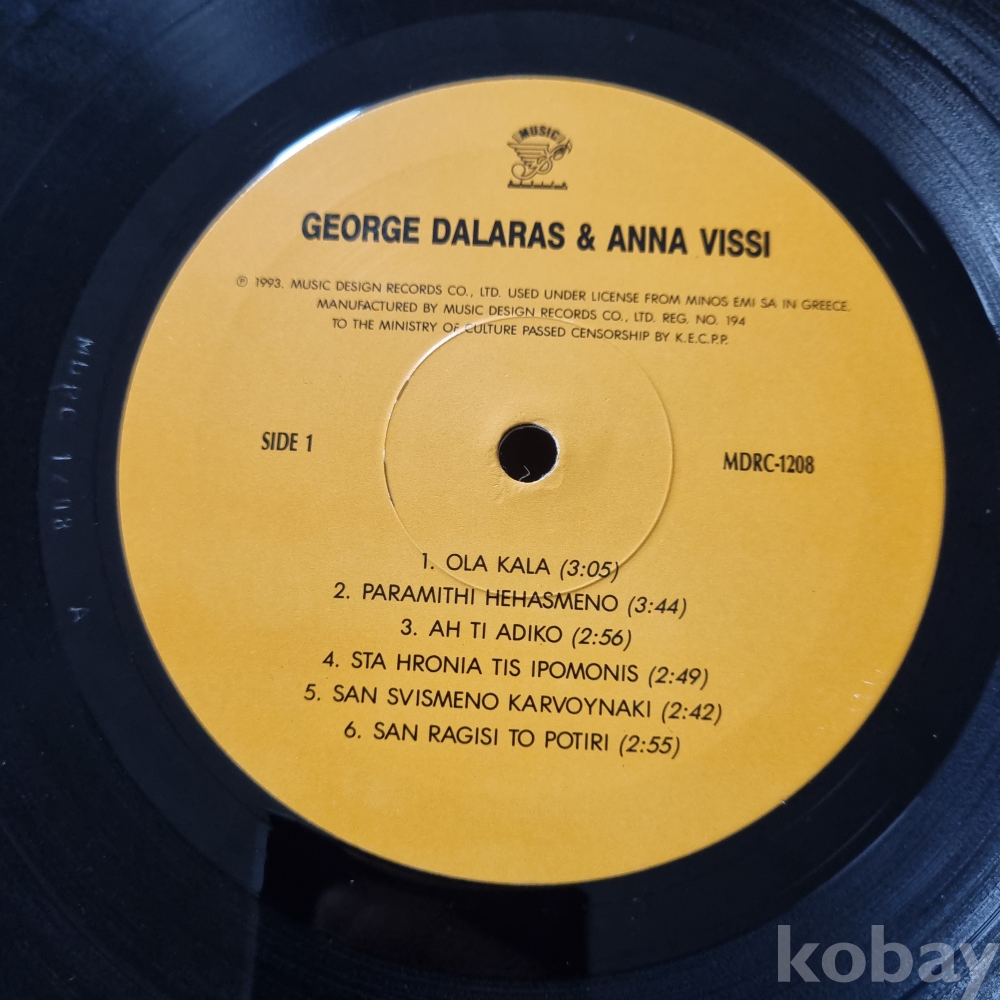 MUSIC
GEORGE DALARAS & ANNA VISSI
℗ 1993. MUSIC DESIGN RECORDS CO., LTD. USED UNDER LICENSE FROM MINOS EMI SA IN GREECE.
MANUFACTURED BY MUSIC DESIGN RECORDS CO., LTD. REG. NO. 194
TO THE MINISTRY OF CULTURE PASSED CENSORSHIP BY K.E.C.P.P.
SIDE 1
MDRC-1208
1. OLA KALA (3:05)
2. PARAMITHI HEHASMENO (3:44)
3. AH TI ADIKO (2:56)
4. STA HRONIA TIS IPOMONIS (2:49)
5. SAN SVISMENO KARVOYNAKI (2:42)
6. SAN RAGISI TO POTIRI (2:55)
A
kobay